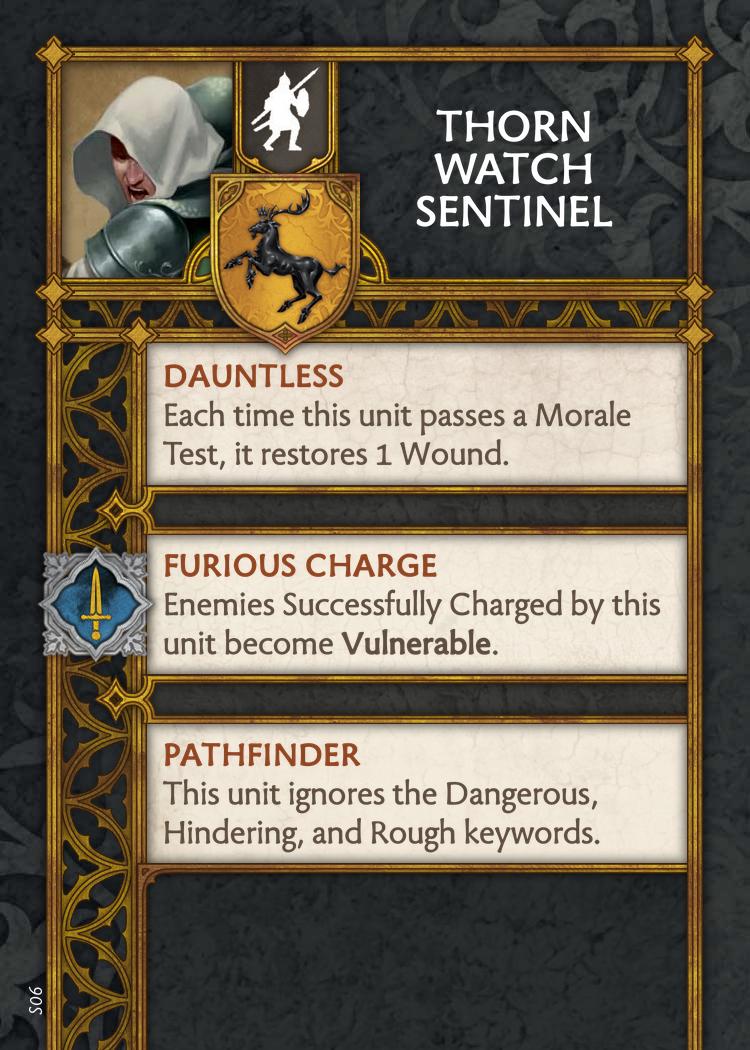 THORN
WATCH
SENTINEL
DAUNTLESS
Each time this unit passes a Morale
Test, it restores 1 Wound.
FURIOUS CHARGE
Enemies Successfully Charged by this
unit become Vulnerable.
PATHFINDER
This unit ignores the Dangerous,
Hindering, and Rough keywords.
S06